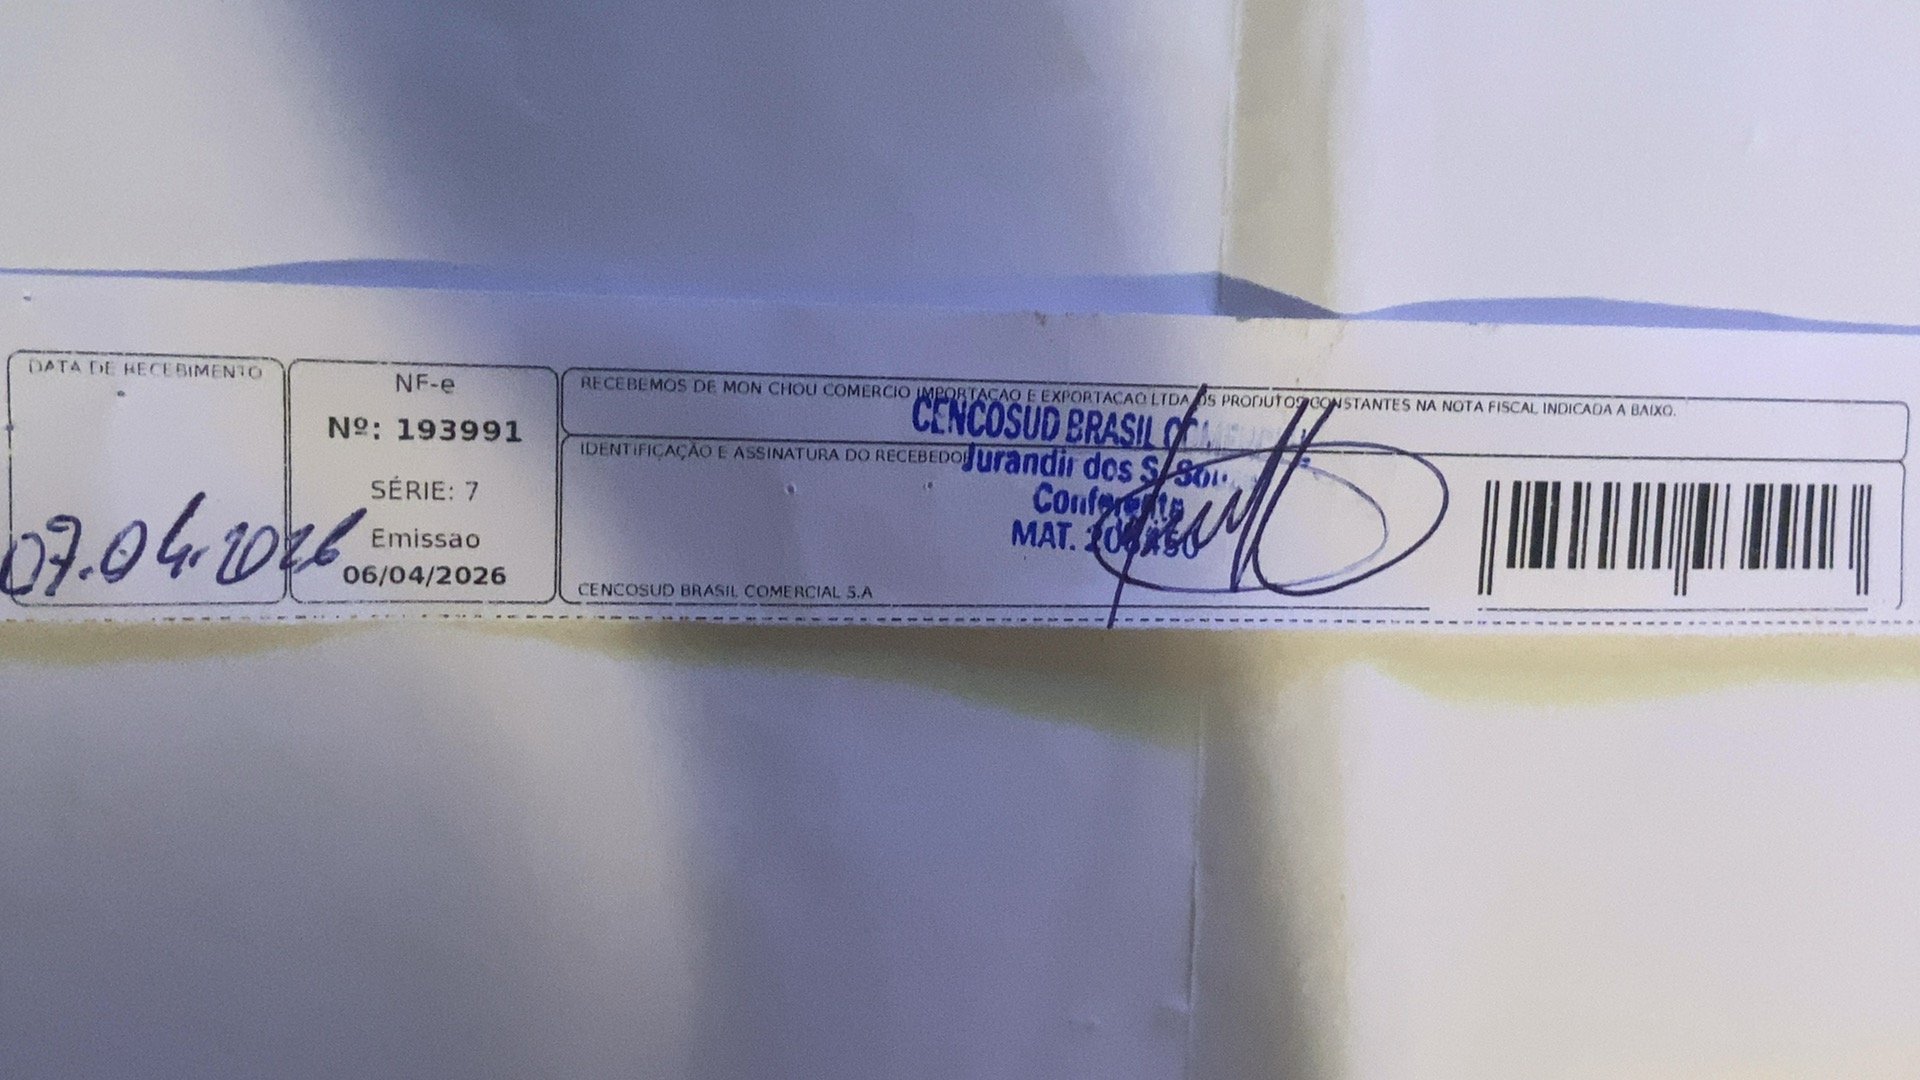 DATA DE RECEBIMENTO
07.04.2026
NF-e
Nº: 193991
SÉRIE: 7
Emissao
06/04/2026
RECEBEMOS DE MON CHOU COMERCIO IMPORTACAO E EXPORTACAO LTDA OS PRODUTOS CONSTANTES NA NOTA FISCAL INDICADA A BAIXO.
IDENTIFICAÇÃO E ASSINATURA DO RECEBEDOR
CENCOSUD BRASIL
Jurandir dos S.
Conferente
MAT.
CENCOSUD BRASIL COMERCIAL S.A